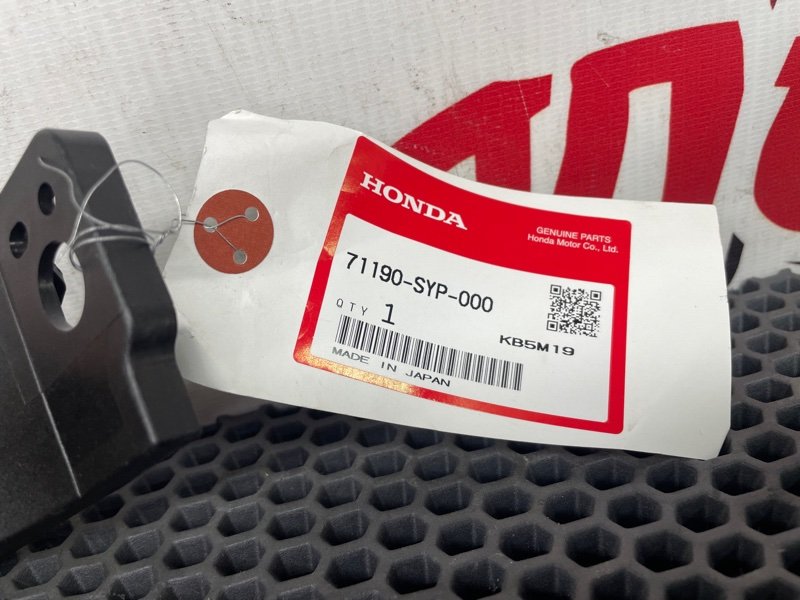 HONDA
GENUINE PARTS
Honda Motor Co., Ltd.
71190-SYP-000
QTY 1
KB5M19
MADE IN JAPAN